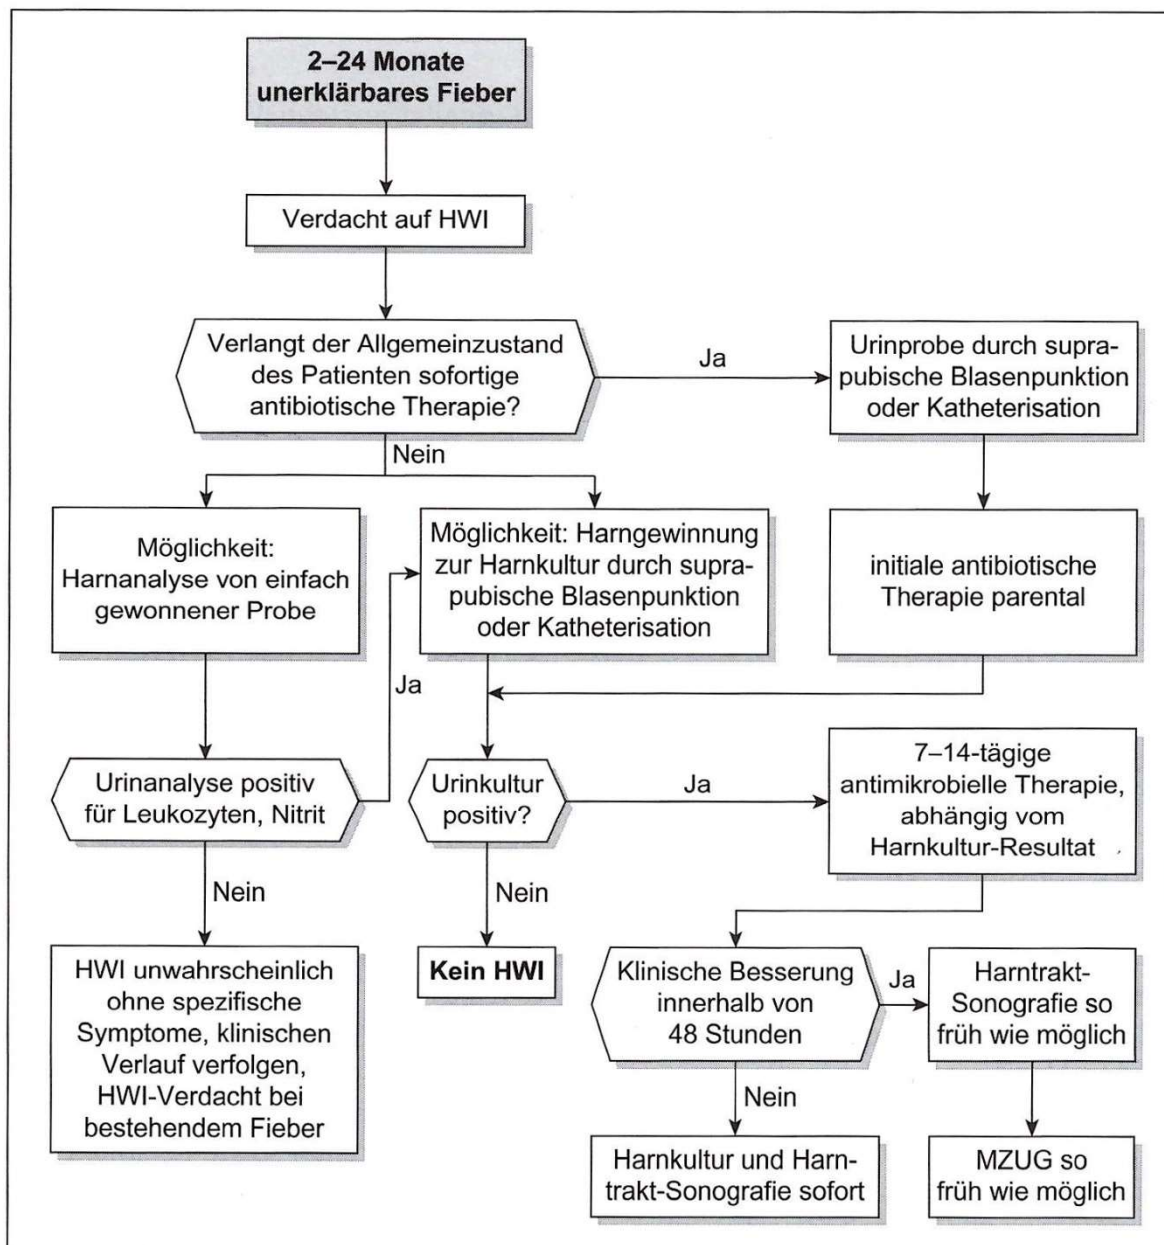 2–24 Monate
unerklärbares Fieber
Verdacht auf HWI
Verlangt der Allgemeinzustand
des Patienten sofortige
antibiotische Therapie?
Ja
Urinprobe durch supra-
pubische Blasenpunktion
oder Katheterisation
Nein
Möglichkeit:
Harnanalyse von einfach
gewonnener Probe
Möglichkeit: Harngewinnung
zur Harnkultur durch supra-
pubische Blasenpunktion
oder Katheterisation
initiale antibiotische
Therapie parental
Ja
Urinanalyse positiv
für Leukozyten, Nitrit
Urinkultur
positiv?
Ja
7–14-tägige
antimikrobielle Therapie,
abhängig vom
Harnkultur-Resultat
Nein
Nein
HWI unwahrscheinlich
ohne spezifische
Symptome, klinischen
Verlauf verfolgen,
HWI-Verdacht bei
bestehendem Fieber
Kein HWI
Klinische Besserung
innerhalb von
48 Stunden
Ja
Harntrakt-
Sonografie so
früh wie möglich
Nein
Harnkultur und Harn-
trakt-Sonografie sofort
MZUG so
früh wie möglich